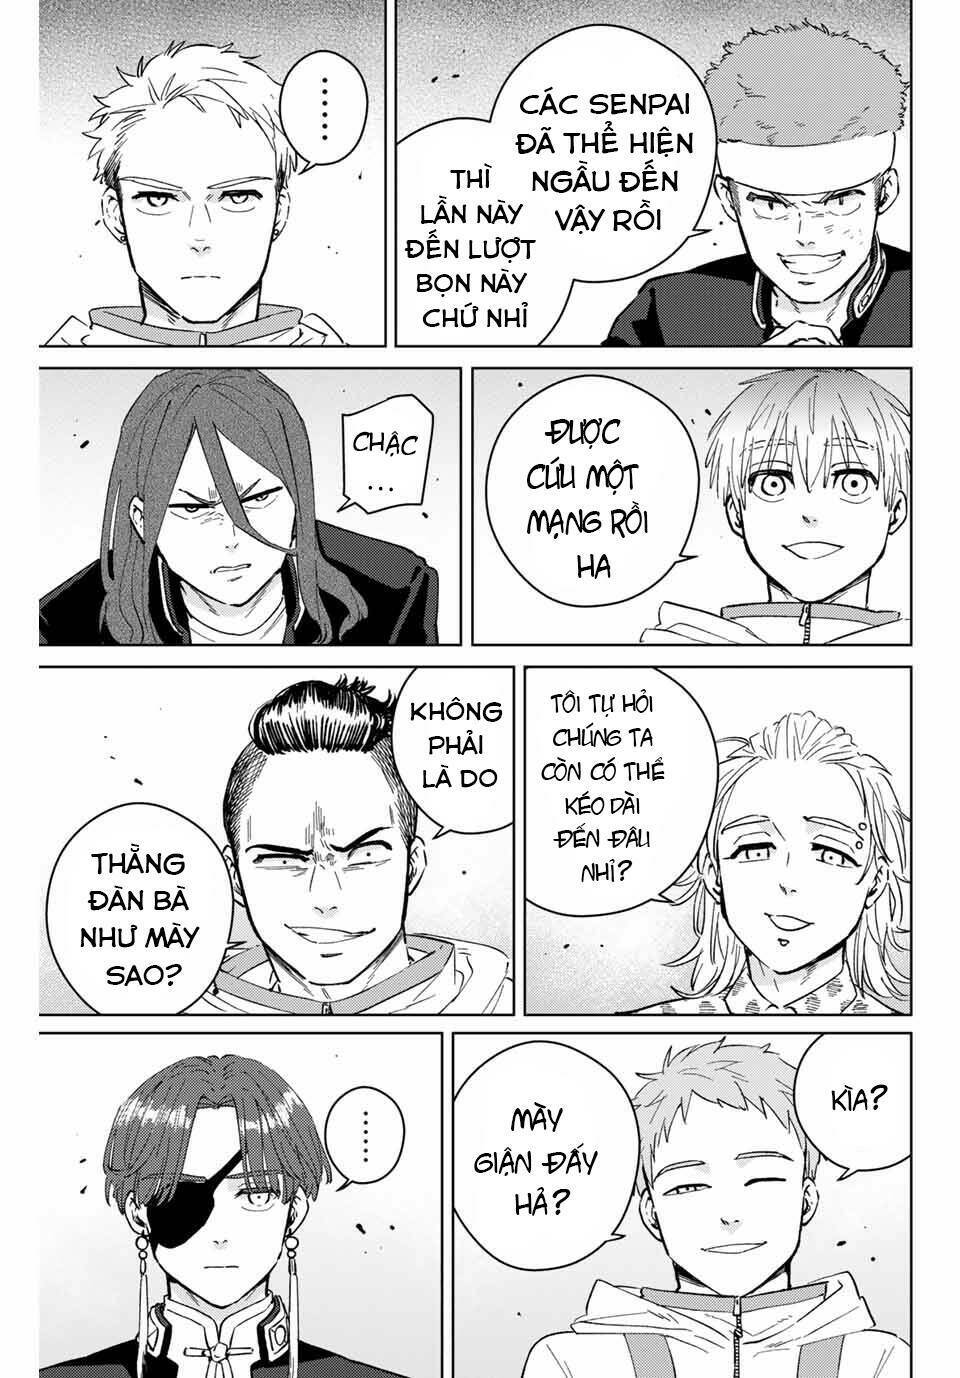 CÁC SENPAI
ĐÃ THỂ HIỆN
NGẦU ĐẾN
VẬY RỒI
THÌ
LẦN NÀY
ĐẾN LƯỢT
BỌN NÀY
CHỨ NHỈ
......
ĐƯỢC
CỨU MỘT
MẠNG RỒI
HA
CHẬC
...
TÔI TỰ HỎI
CHÚNG TA
CÒN CÓ THỂ
KÉO DÀI
ĐẾN ĐÂU
NHỈ?
KHÔNG
PHẢI
LÀ DO
THẰNG
ĐÀN BÀ
NHƯ MÀY
SAO?
KÌA?
MÀY
GIẬN ĐẤY
HẢ?
......